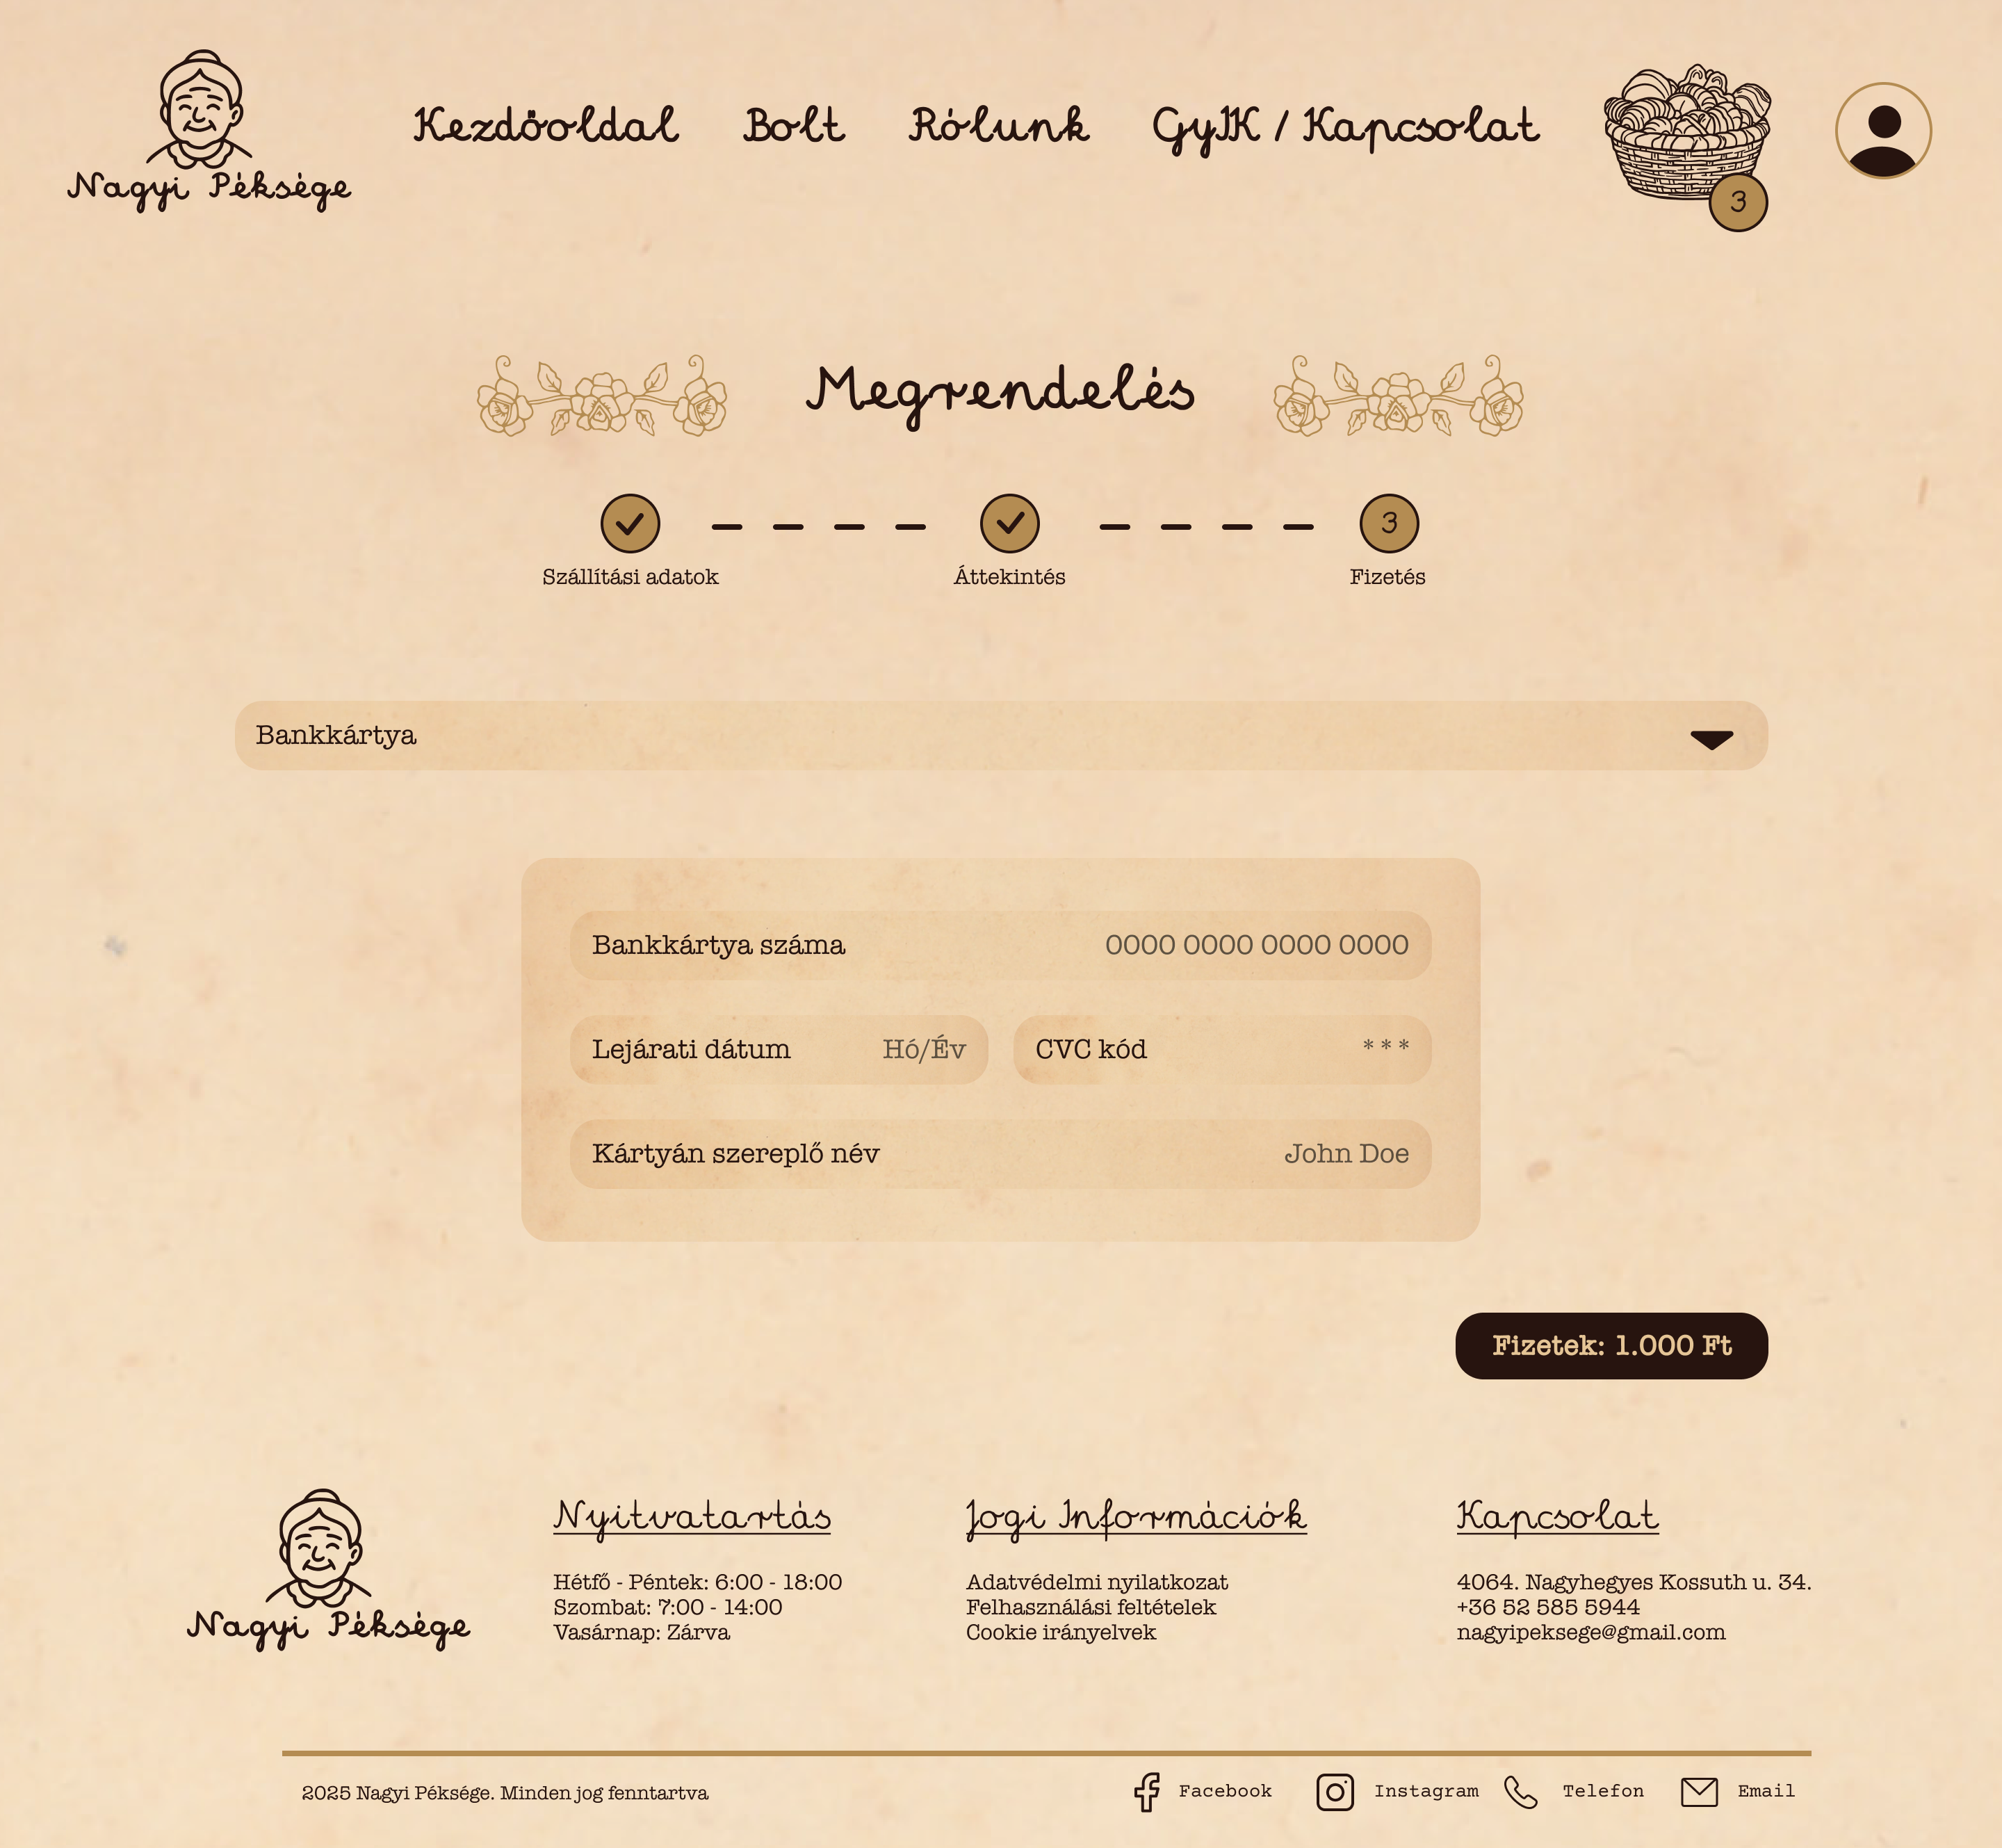 Nagyi Péksége
Kezdőoldal Bolt Rólunk GyIK / Kapcsolat
3
Megrendelés
3
Szállítási adatok Áttekintés Fizetés
Bankkártya
Bankkártya száma 0000 0000 0000 0000
Lejárati dátum Hó/Év CVC kód ***
Kártyán szereplő név John Doe
Fizetek: 1.000 Ft
Nagyi Péksége
Nyitvatartás
Hétfő - Péntek: 6:00 - 18:00
Szombat: 7:00 - 14:00
Vasárnap: Zárva
Jogi Információk
Adatvédelmi nyilatkozat
Felhasználási feltételek
Cookie irányelvek
Kapcsolat
4064. Nagyhegyes Kossuth u. 34.
+36 52 585 5944
nagyipeksege@gmail.com
2025 Nagyi Péksége. Minden jog fenntartva
Facebook Instagram Telefon Email